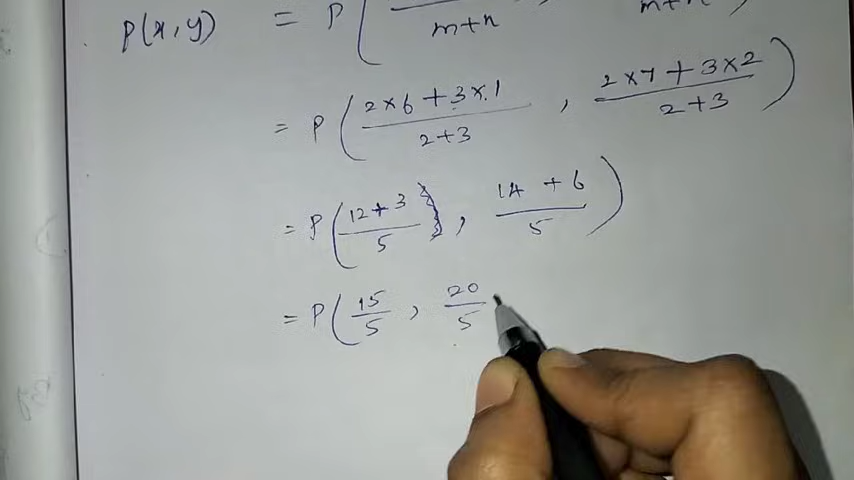 P(x,y) = P( /m+n , /m+n )
= P( 2×6+3×1/2+3 , 2×7+3×2/2+3 )
= P( 12+3/5 , 14+6/5 )
= P( 15/5 , 20/5